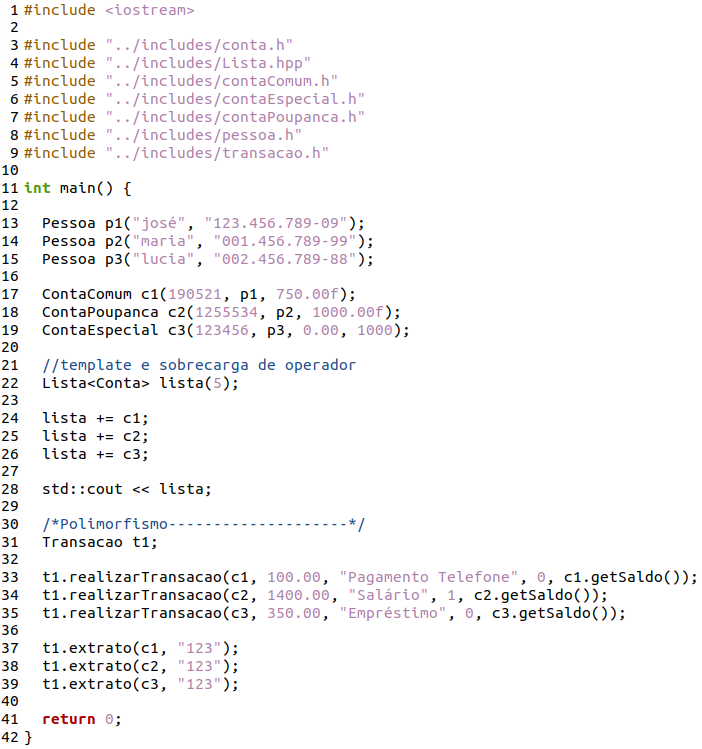 1 #include <iostream>
2
3 #include "../includes/conta.h"
4 #include "../includes/Lista.hpp"
5 #include "../includes/contaComum.h"
6 #include "../includes/contaEspecial.h"
7 #include "../includes/contaPoupanca.h"
8 #include "../includes/pessoa.h"
9 #include "../includes/transacao.h"
10
11 int main() {
12
13   Pessoa p1("josé", "123.456.789-09");
14   Pessoa p2("maria", "001.456.789-99");
15   Pessoa p3("lucia", "002.456.789-88");
16
17   ContaComum c1(190521, p1, 750.00f);
18   ContaPoupanca c2(1255534, p2, 1000.00f);
19   ContaEspecial c3(123456, p3, 0.00, 1000);
20
21   //template e sobrecarga de operador
22   Lista<Conta> lista(5);
23
24   lista += c1;
25   lista += c2;
26   lista += c3;
27
28   std::cout << lista;
29
30   /*Polimorfismo--------------------*/
31   Transacao t1;
32
33   t1.realizarTransacao(c1, 100.00, "Pagamento Telefone", 0, c1.getSaldo());
34   t1.realizarTransacao(c2, 1400.00, "Salário", 1, c2.getSaldo());
35   t1.realizarTransacao(c3, 350.00, "Empréstimo", 0, c3.getSaldo());
36
37   t1.extrato(c1, "123");
38   t1.extrato(c2, "123");
39   t1.extrato(c3, "123");
40
41   return 0;
42 }